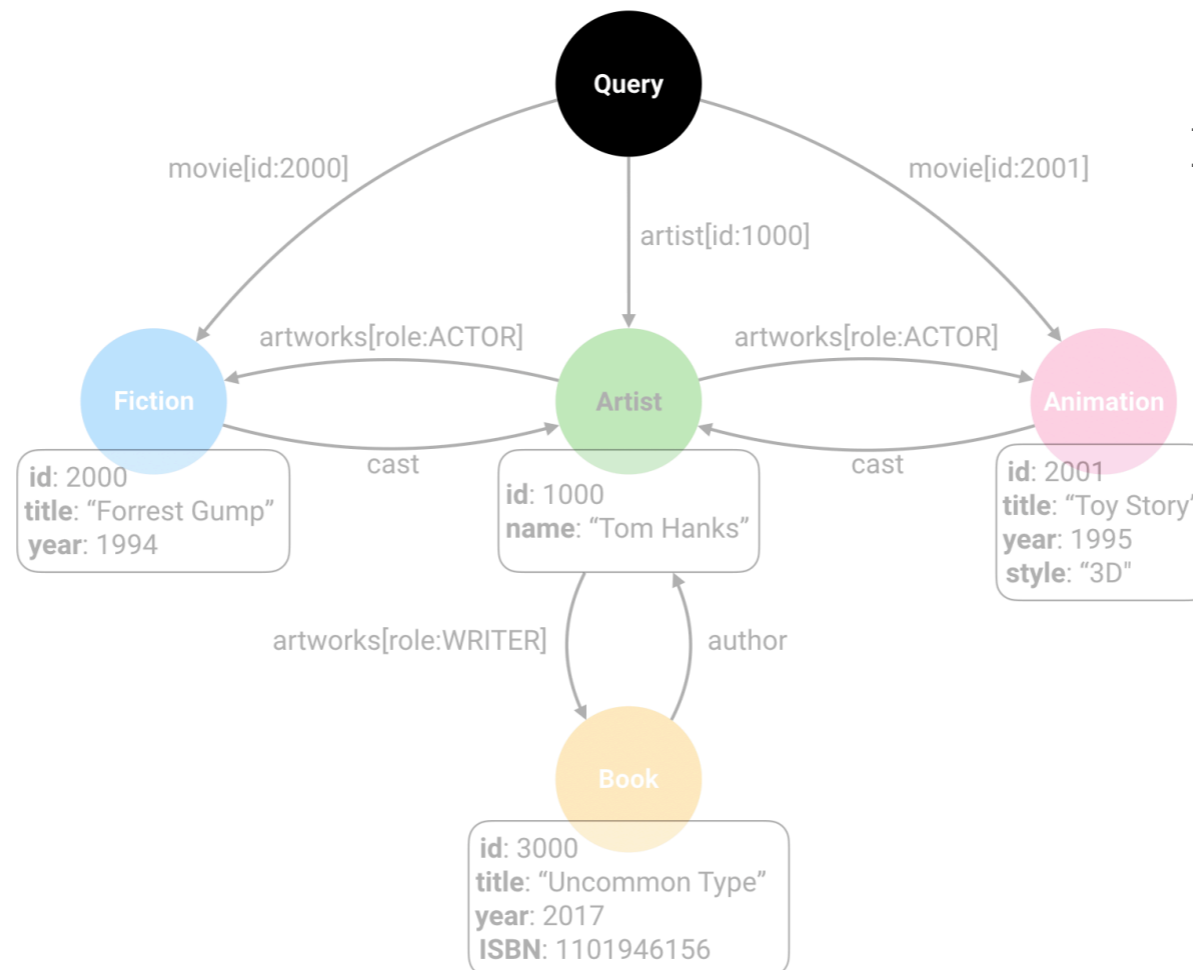 Query
movie[id:2000]
movie[id:2001]
artist[id:1000]
artworks[role:ACTOR]
artworks[role:ACTOR]
Fiction
Artist
Animation
cast
cast
id: 2000
title: “Forrest Gump”
year: 1994
id: 1000
name: “Tom Hanks”
id: 2001
title: “Toy Story”
year: 1995
style: “3D"
artworks[role:WRITER]
author
Book
id: 3000
title: “Uncommon Type”
year: 2017
ISBN: 1101946156